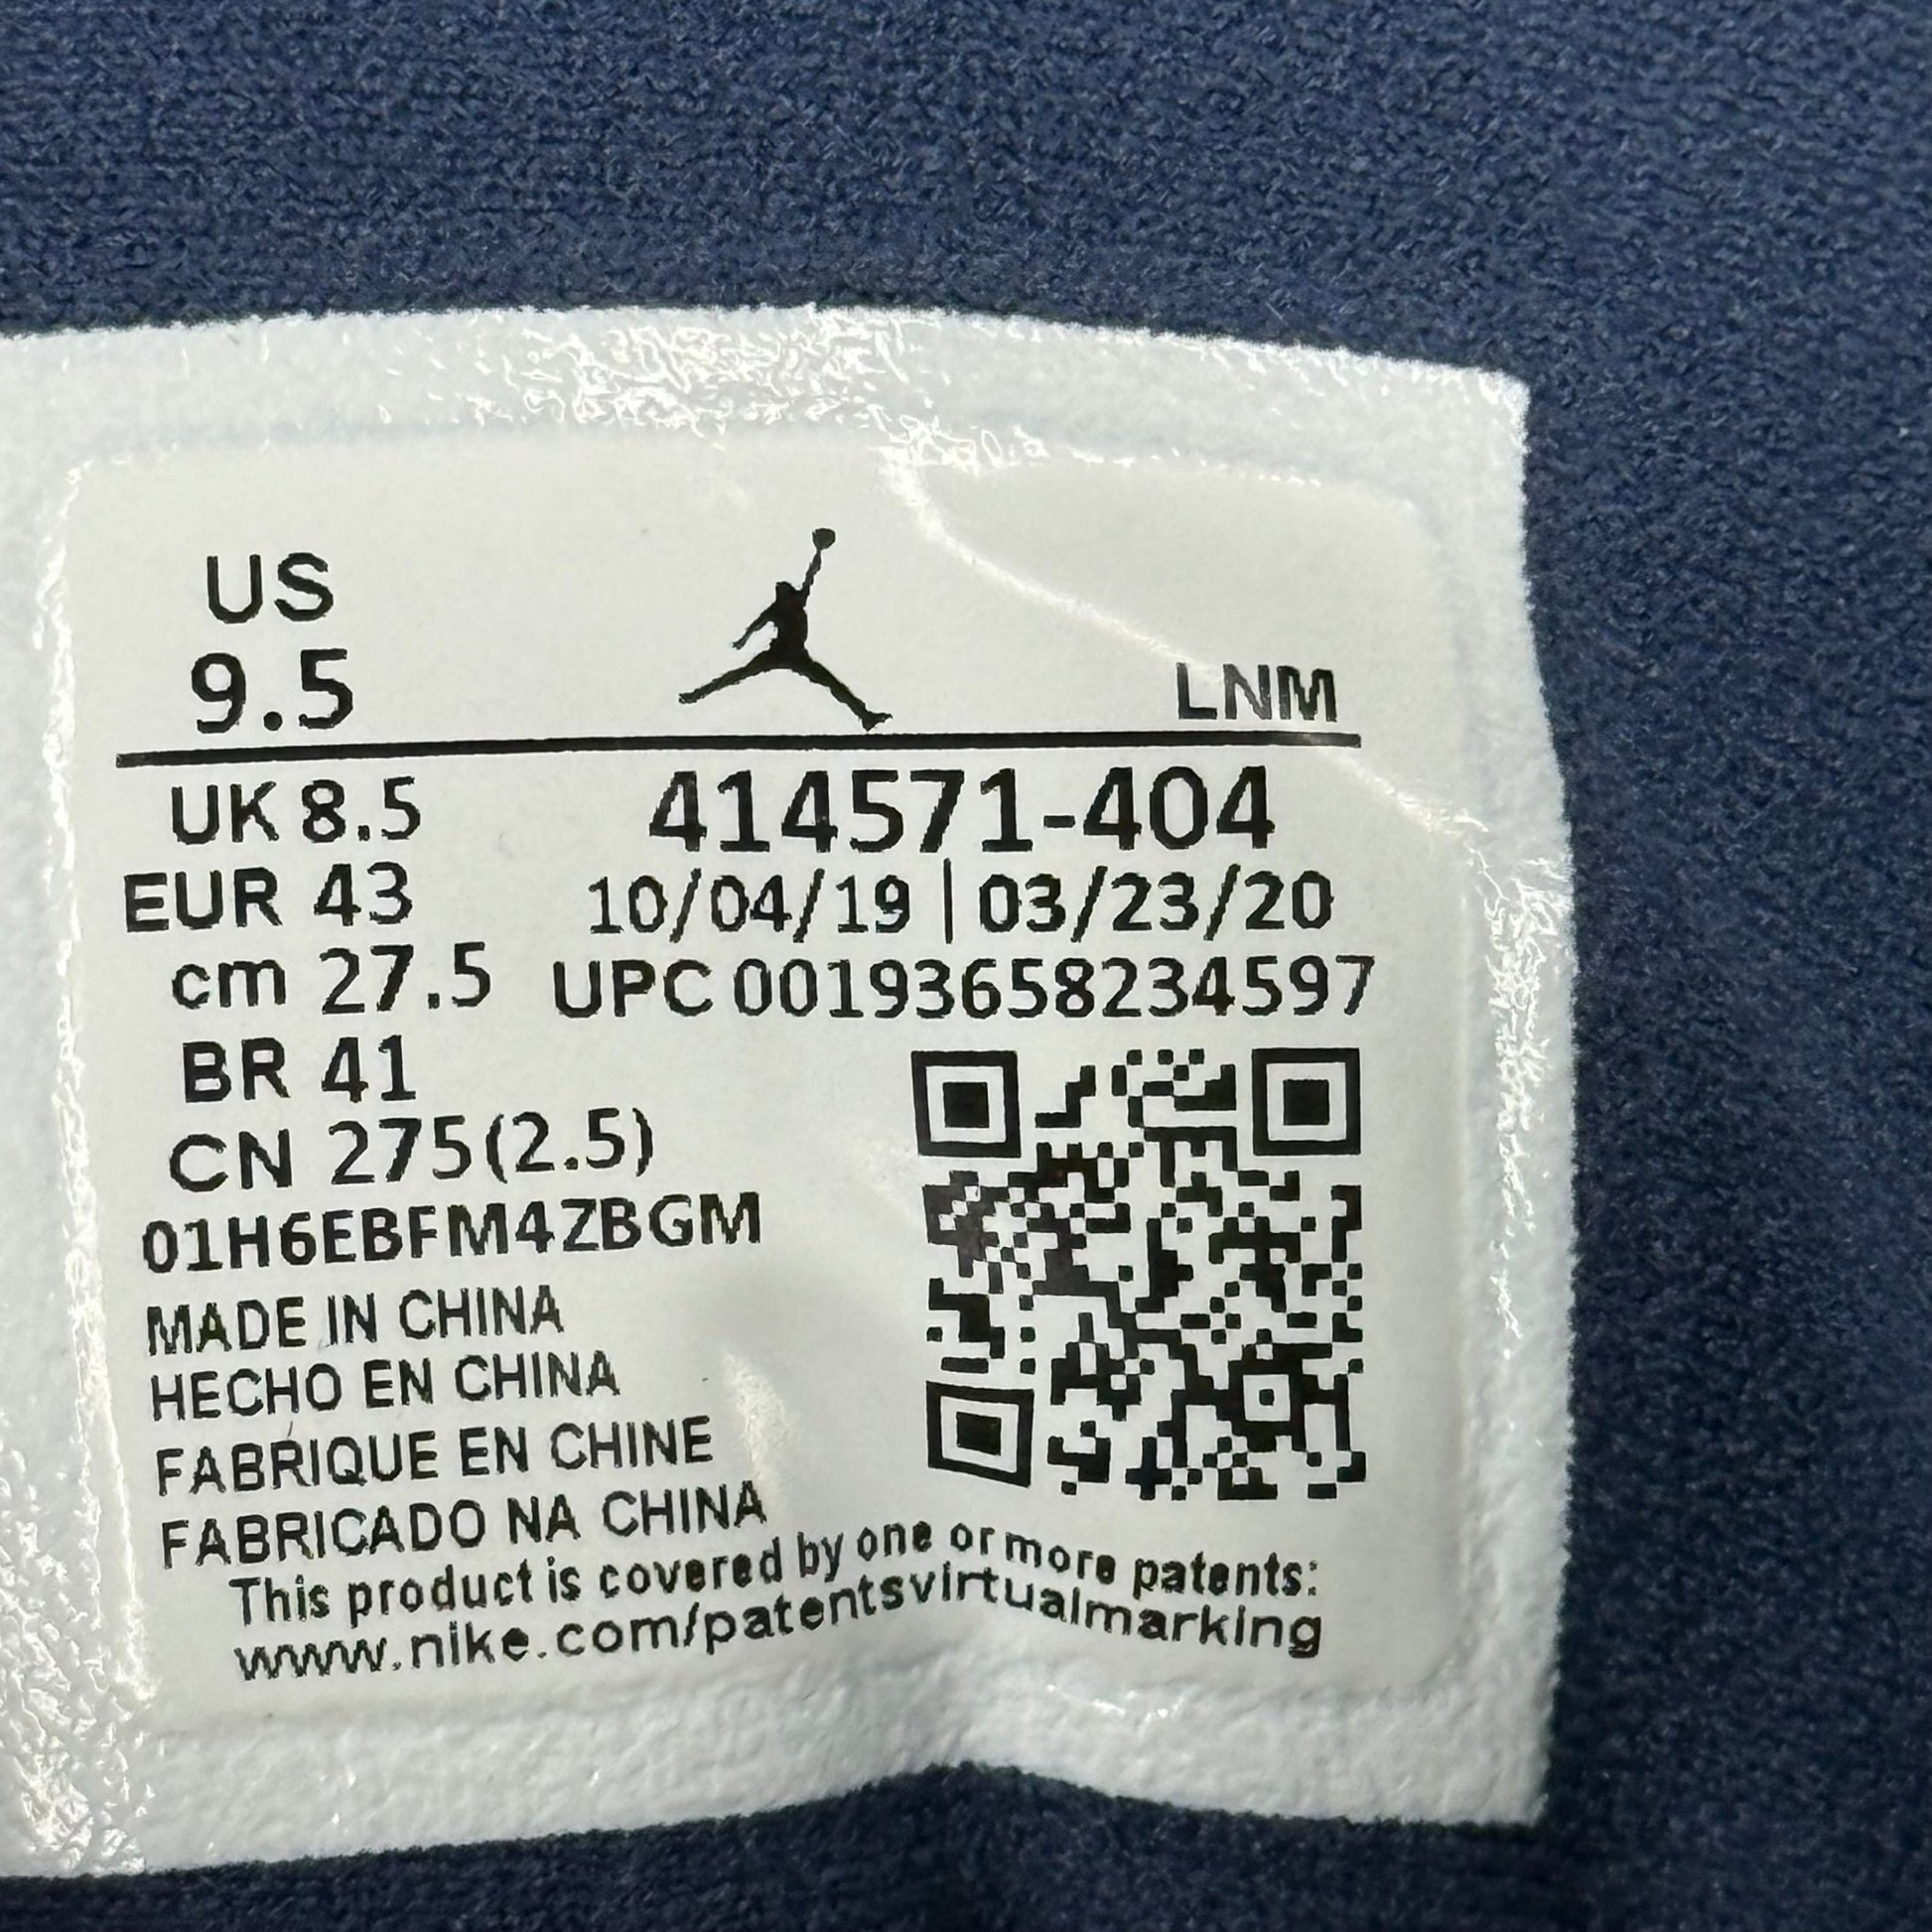 US
9.5
LNM
UK 8.5
414571-404
EUR 43
10/04/19 | 03/23/20
cm 27.5
UPC 00193658234597
BR 41
CN 275(2.5)
01H6EBFM4ZBGM
MADE IN CHINA
HECHO EN CHINA
FABRIQUE EN CHINE
FABRICADO NA CHINA
This product is covered by one or more patents:
www.nike.com/patentsvirtualmarking